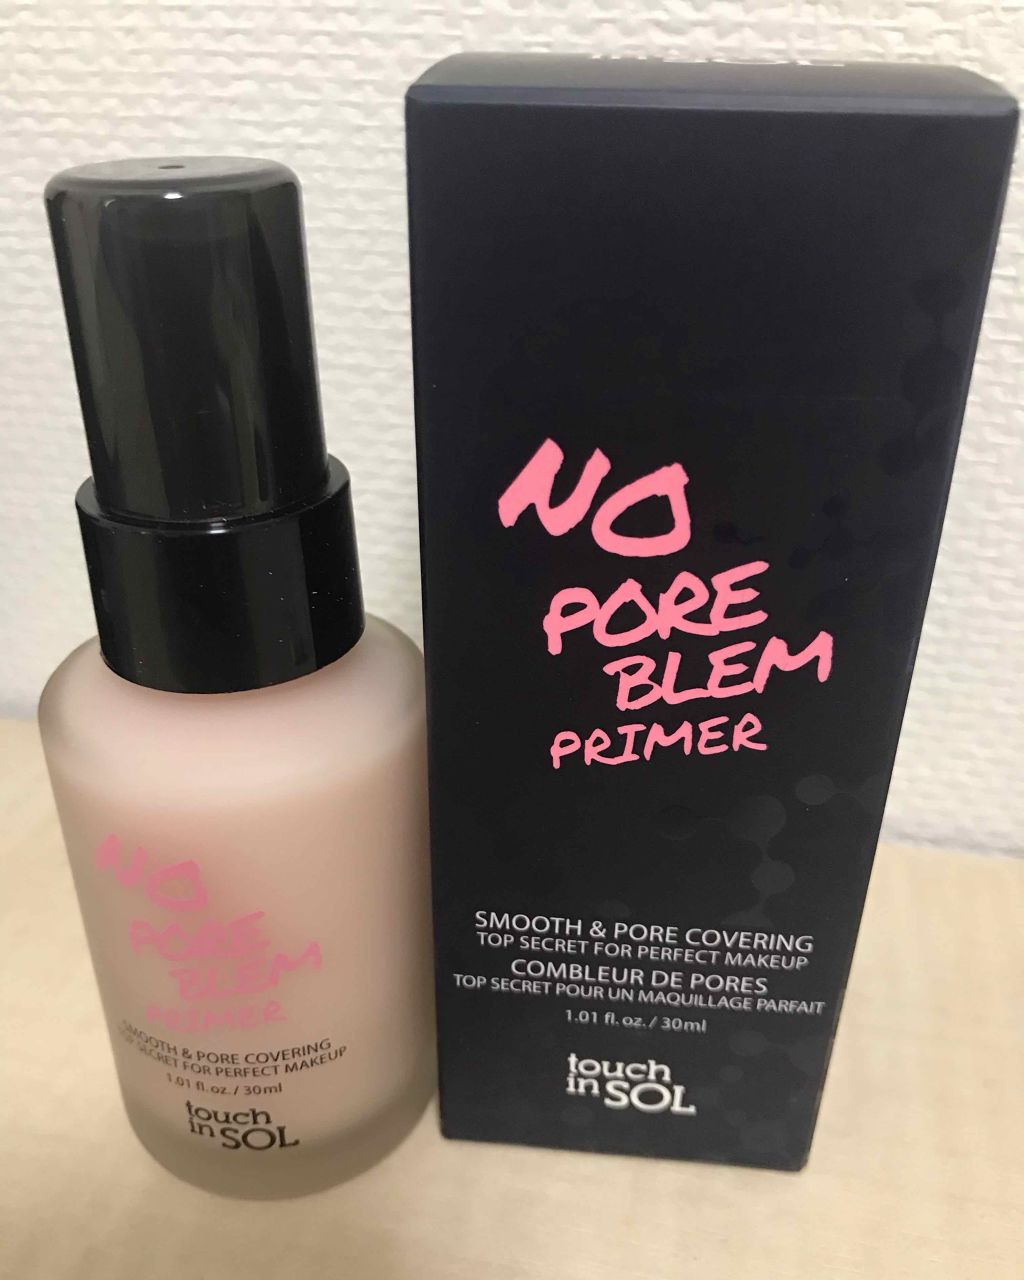 NO
PORE
BLEM
PRIMER
SMOOTH & PORE COVERING
TOP SECRET FOR PERFECT MAKEUP
1.01 fl. oz. / 30ml
touch
in SOL
NO
PORE
BLEM
PRIMER
SMOOTH & PORE COVERING
TOP SECRET FOR PERFECT MAKEUP
COMBLEUR DE PORES
TOP SECRET POUR UN MAQUILLAGE PARFAIT
1.01 fl. oz. / 30ml
touch
in SOL